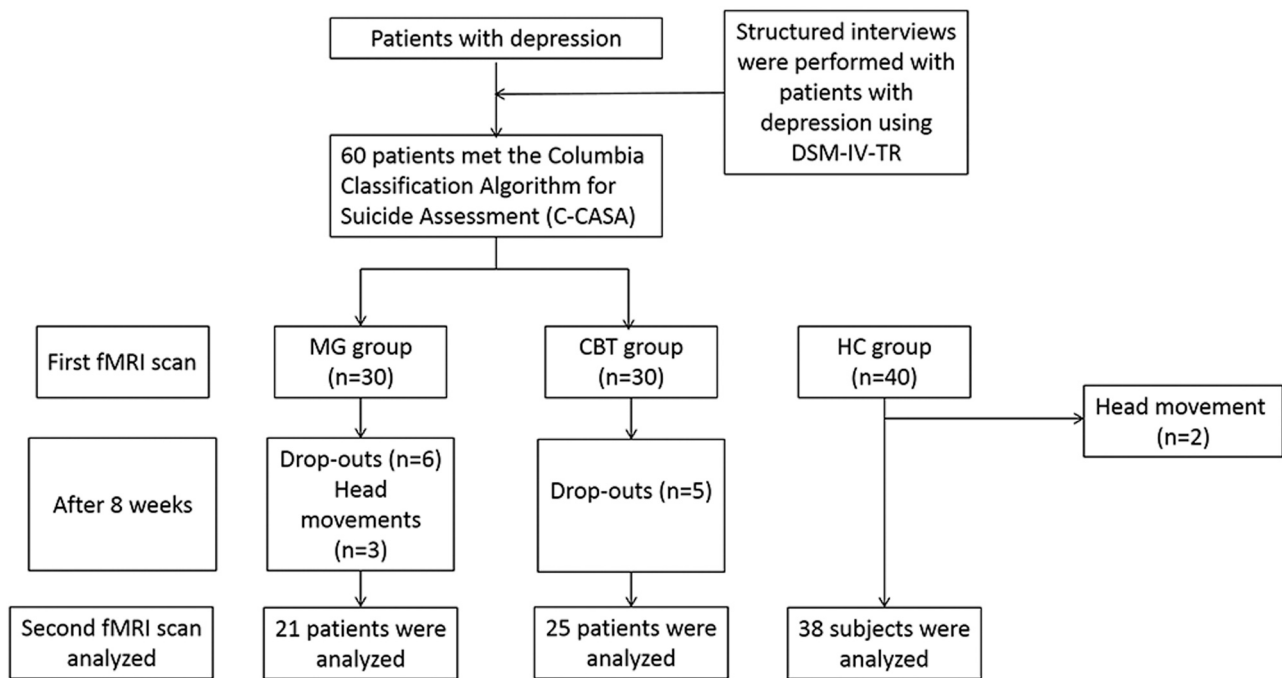 Patients with depression
Structured interviews
were performed with
patients with
depression using
DSM-IV-TR
60 patients met the Columbia
Classification Algorithm for
Suicide Assessment (C-CASA)
First fMRI scan
MG group
(n=30)
CBT group
(n=30)
HC group
(n=40)
Head movement
(n=2)
After 8 weeks
Drop-outs (n=6)
Head
movements
(n=3)
Drop-outs (n=5)
Second fMRI scan
analyzed
21 patients were
analyzed
25 patients were
analyzed
38 subjects were
analyzed